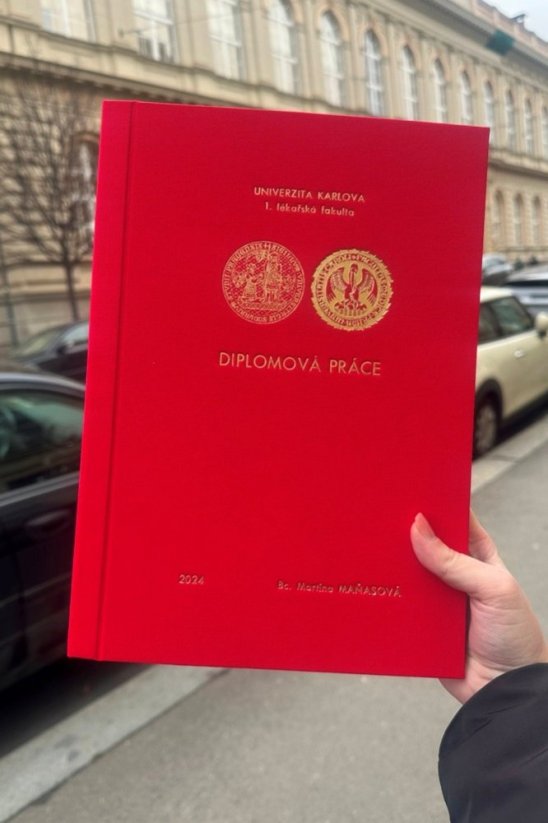 UNIVERZITA KARLOVA
1. lékařská fakulta
DIPLOMOVÁ PRÁCE
2024
Bc. Martina MAŇASOVÁ